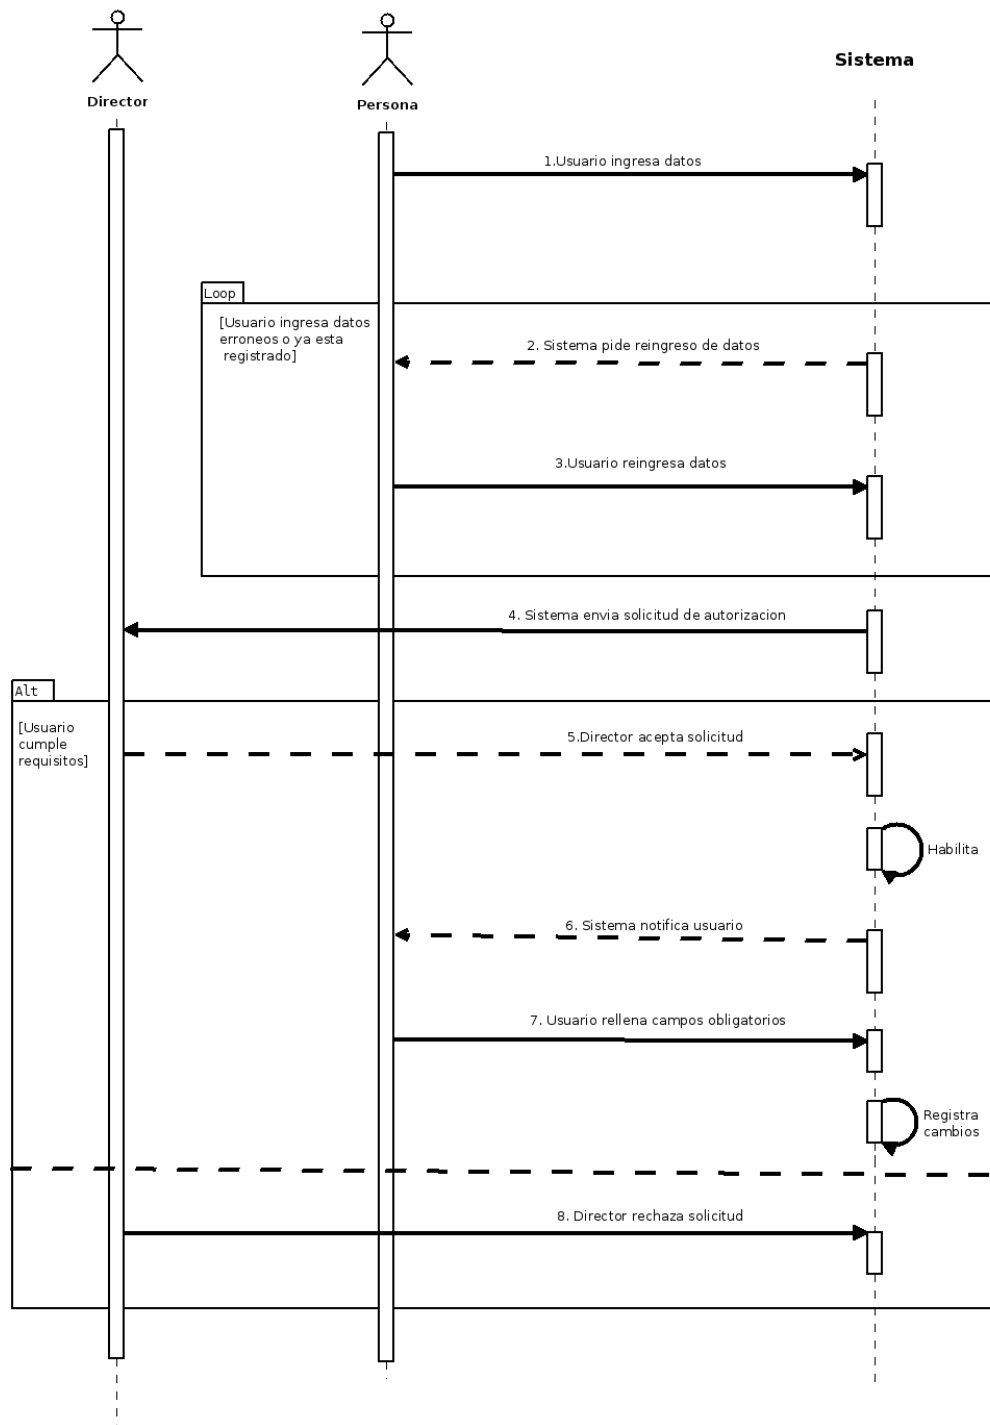 Director
Persona
Sistema
1.Usuario ingresa datos
Loop
[Usuario ingresa datos
erroneos o ya esta
registrado]
2. Sistema pide reingreso de datos
3.Usuario reingresa datos
4. Sistema envia solicitud de autorizacion
Alt
[Usuario
cumple
requisitos]
5.Director acepta solicitud
Habilita
6. Sistema notifica usuario
7. Usuario rellena campos obligatorios
Registra
cambios
8. Director rechaza solicitud